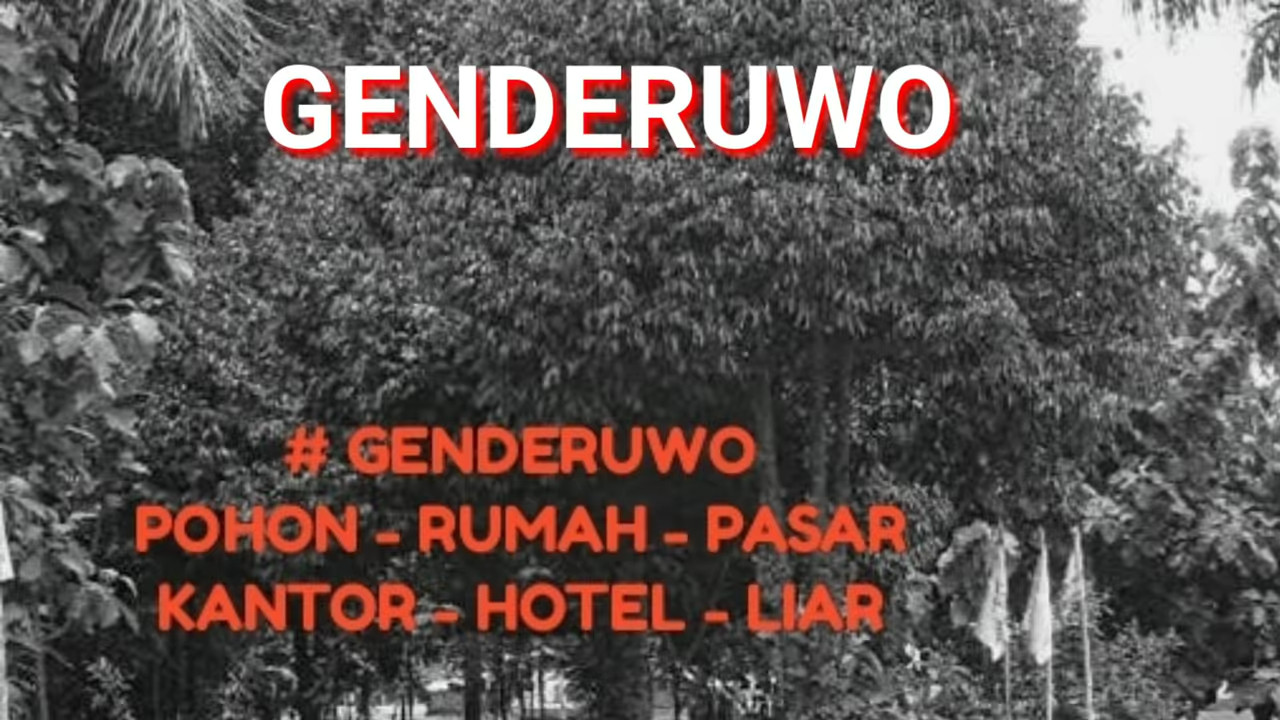 GENDERUWO
# GENDERUWO
POHON - RUMAH - PASAR
KANTOR - HOTEL - LIAR